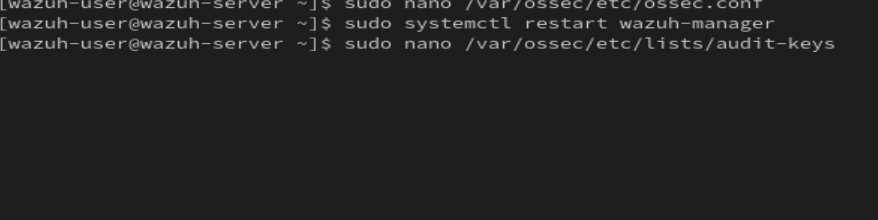 [wazuh-user@wazuh-server ~]$ sudo nano /var/ossec/etc/ossec.conf
[wazuh-user@wazuh-server ~]$ sudo systemctl restart wazuh-manager
[wazuh-user@wazuh-server ~]$ sudo nano /var/ossec/etc/lists/audit-keys